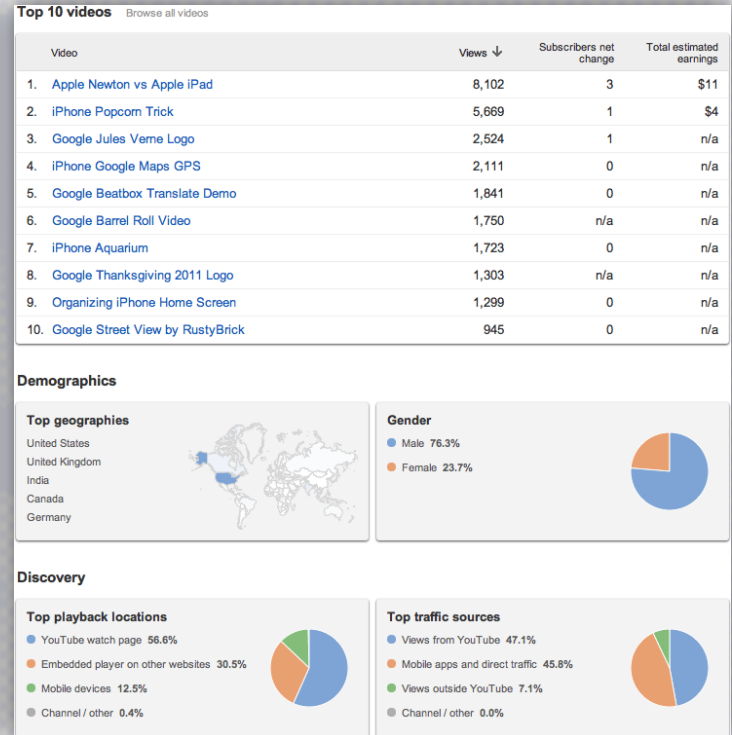 Top 10 videos Browse all videos
Video Views ↓ Subscribers net change Total estimated earnings
1. Apple Newton vs Apple iPad 8,102 3 $11
2. iPhone Popcorn Trick 5,669 1 $4
3. Google Jules Verne Logo 2,524 1 n/a
4. iPhone Google Maps GPS 2,111 0 n/a
5. Google Beatbox Translate Demo 1,841 0 n/a
6. Google Barrel Roll Video 1,750 n/a n/a
7. iPhone Aquarium 1,723 0 n/a
8. Google Thanksgiving 2011 Logo 1,303 n/a n/a
9. Organizing iPhone Home Screen 1,299 0 n/a
10. Google Street View by RustyBrick 945 0 n/a
Demographics
Top geographies
United States
United Kingdom
India
Canada
Germany
Gender
Male 76.3%
Female 23.7%
Discovery
Top playback locations
YouTube watch page 56.6%
Embedded player on other websites 30.5%
Mobile devices 12.5%
Channel / other 0.4%
Top traffic sources
Views from YouTube 47.1%
Mobile apps and direct traffic 45.8%
Views outside YouTube 7.1%
Channel / other 0.0%